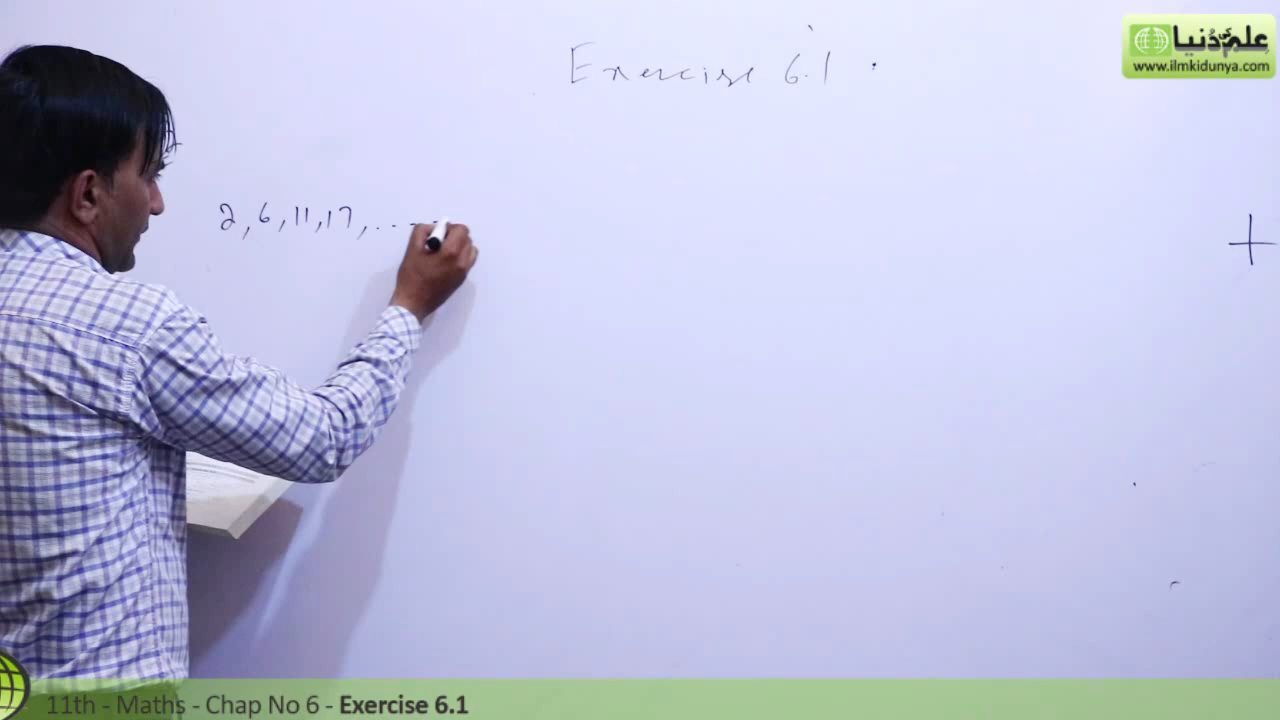 Exercise 6.1
علم کی دُنیا
www.ilmkidunya.com
2, 6, 11, 17, .. --
11th - Maths - Chap No 6 - Exercise 6.1